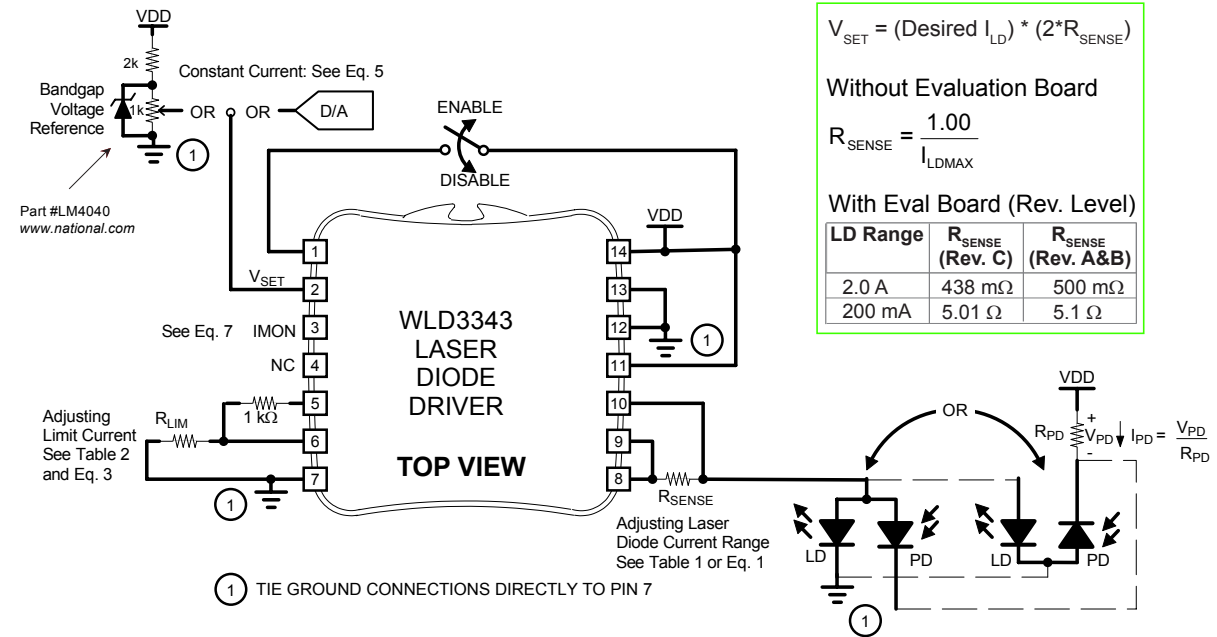 VDD
2k
Constant Current: See Eq. 5
Bandgap
Voltage
Reference
1k
OR
OR
D/A
1
ENABLE
DISABLE
Part #LM4040
www.national.com
VDD
1
14
V_SET
2
13
See Eq. 7 IMON
3
12
1
NC
4
11
WLD3343
LASER
DIODE
DRIVER
TOP VIEW
5
10
1 kΩ
Adjusting
Limit Current
See Table 2
and Eq. 3
R_LIM
6
9
7
8
1
R_SENSE
Adjusting Laser
Diode Current Range
See Table 1 or Eq. 1
1 TIE GROUND CONNECTIONS DIRECTLY TO PIN 7
V_SET = (Desired I_LD) * (2*R_SENSE)
Without Evaluation Board
R_SENSE = 1.00 / I_LDMAX
With Eval Board (Rev. Level)
LD Range R_SENSE (Rev. C) R_SENSE (Rev. A&B)
2.0 A 438 mΩ 500 mΩ
200 mA 5.01 Ω 5.1 Ω
VDD
OR
R_PD + V_PD - I_PD = V_PD / R_PD
LD
PD
LD
PD
1